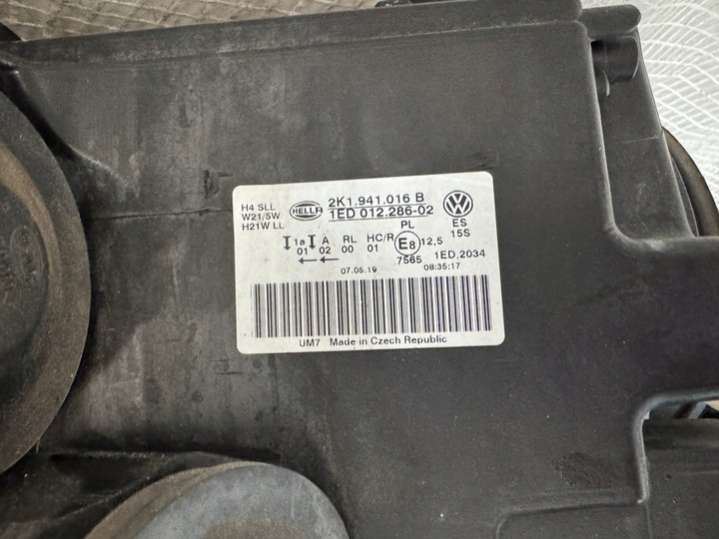 H4 SLL
W21/5W
H21W LL
HELLA
2K1.941.016 B
1ED 012.286-02
PL
ES
15S
1a A RL HC/R E8 12,5
01 02 00 01
7565 1ED,2034
07.05.19 08:35:17
UM7 Made in Czech Republic